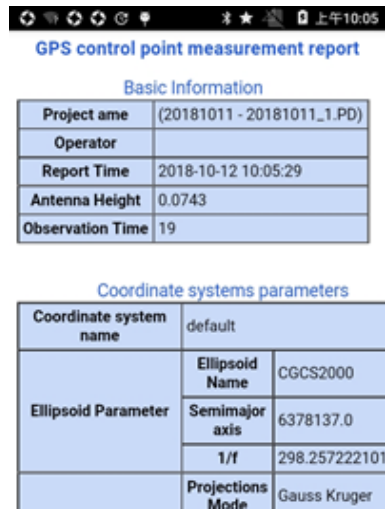 上午10:05
GPS control point measurement report
Basic Information
Project ame (20181011 - 20181011_1.PD)
Operator
Report Time 2018-10-12 10:05:29
Antenna Height 0.0743
Observation Time 19
Coordinate systems parameters
Coordinate system
name
default
Ellipsoid Parameter
Ellipsoid
Name
CGCS2000
Semimajor
axis
6378137.0
1/f 298.257222101
Projections
Mode
Gauss Kruger